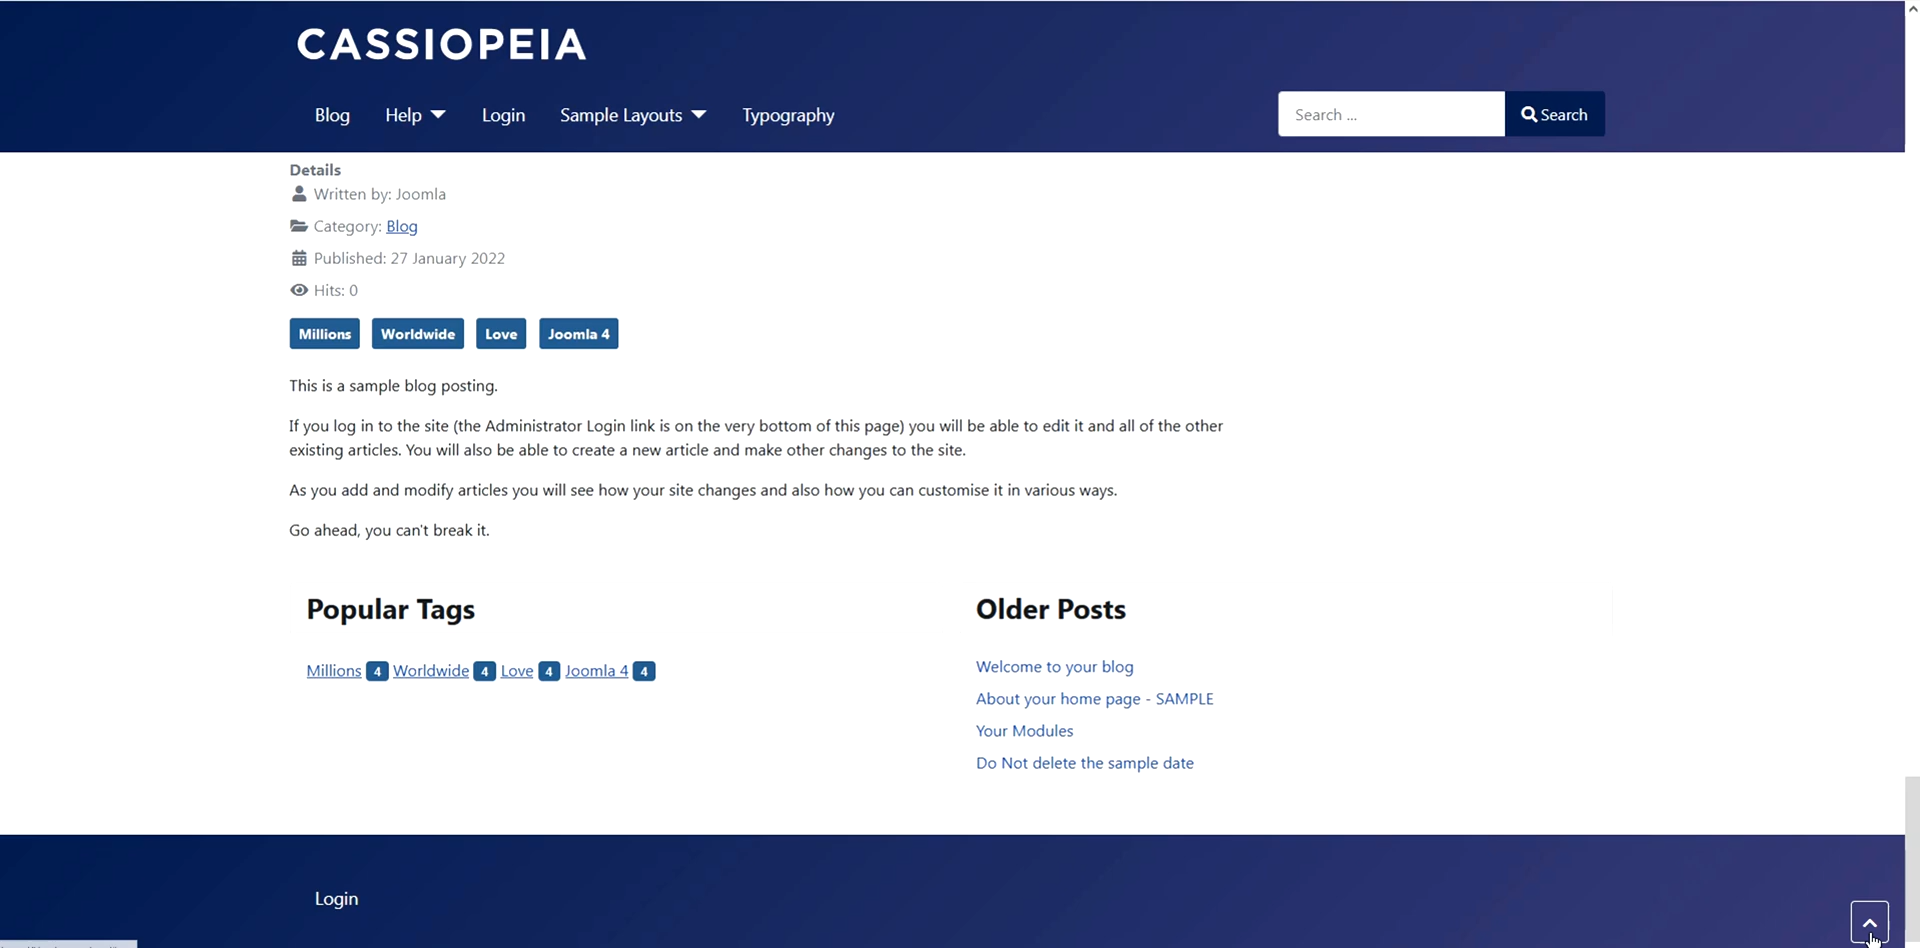 CASSIOPEIA
Blog Help Login Sample Layouts Typography
Search ... Search
Details
Written by: Joomla
Category: Blog
Published: 27 January 2022
Hits: 0
Millions Worldwide Love Joomla 4
This is a sample blog posting.
If you log in to the site (the Administrator Login link is on the very bottom of this page) you will be able to edit it and all of the other
existing articles. You will also be able to create a new article and make other changes to the site.
As you add and modify articles you will see how your site changes and also how you can customise it in various ways.
Go ahead, you can't break it.
Popular Tags
Millions 4 Worldwide 4 Love 4 Joomla 4 4
Older Posts
Welcome to your blog
About your home page - SAMPLE
Your Modules
Do Not delete the sample date
Login